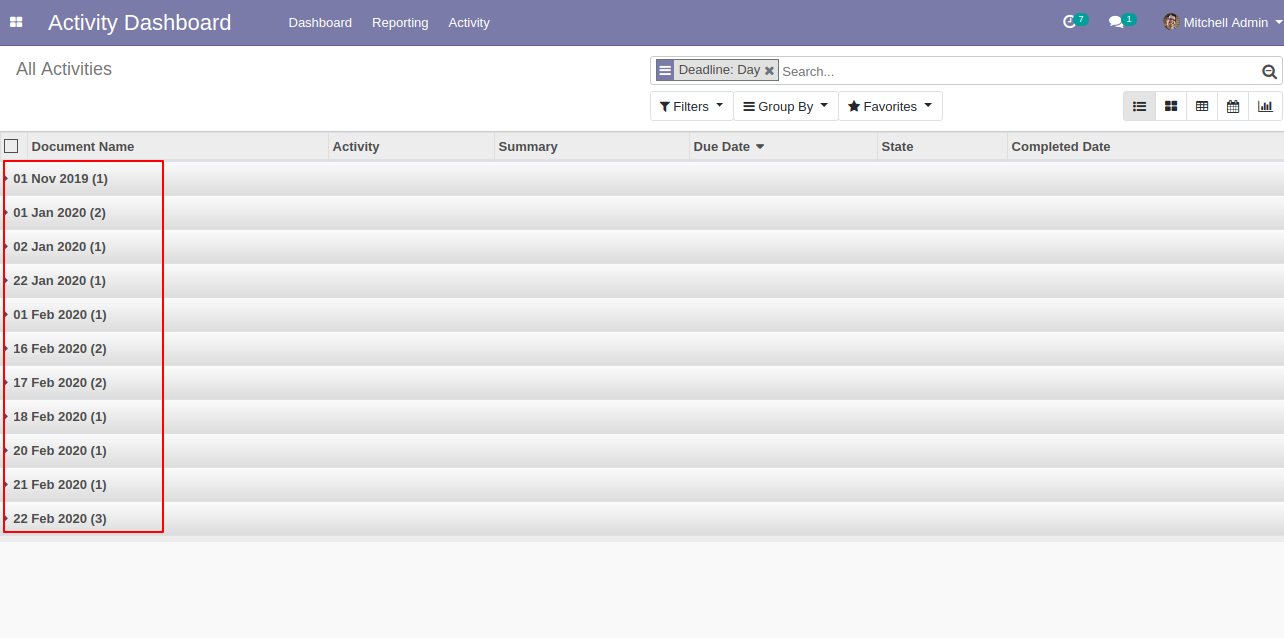 Activity Dashboard Dashboard Reporting Activity 7 1 Mitchell Admin
All Activities Deadline: Day Search...
Filters Group By Favorites
Document Name Activity Summary Due Date State Completed Date
01 Nov 2019 (1)
01 Jan 2020 (2)
02 Jan 2020 (1)
22 Jan 2020 (1)
01 Feb 2020 (1)
16 Feb 2020 (2)
17 Feb 2020 (2)
18 Feb 2020 (1)
20 Feb 2020 (1)
21 Feb 2020 (1)
22 Feb 2020 (3)